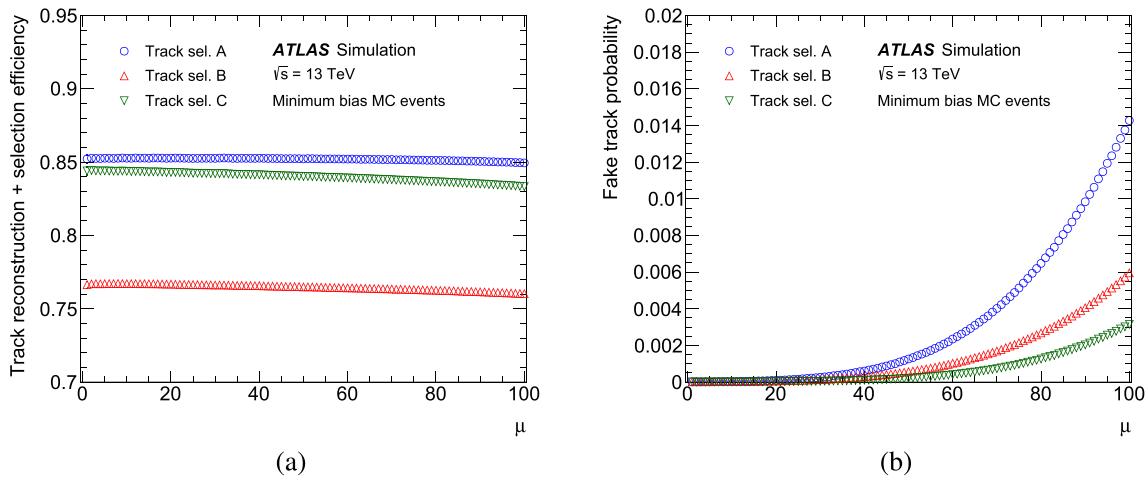 Track reconstruction + selection efficiency
0.95
0.9
0.85
0.8
0.75
0.7
Track sel. A
Track sel. B
Track sel. C
ATLAS Simulation
√s = 13 TeV
Minimum bias MC events
0 20 40 60 80 100
μ
(a)
Fake track probability
0.02
0.018
0.016
0.014
0.012
0.01
0.008
0.006
0.004
0.002
0
Track sel. A
Track sel. B
Track sel. C
ATLAS Simulation
√s = 13 TeV
Minimum bias MC events
0 20 40 60 80 100
μ
(b)